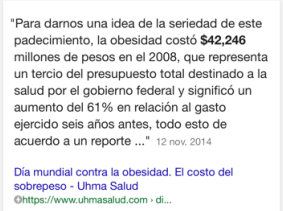 "Para darnos una idea de la seriedad de este
padecimiento, la obesidad costó $42,246
millones de pesos en el 2008, que representa
un tercio del presupuesto total destinado a la
salud por el gobierno federal y significó un
aumento del 61% en relación al gasto
ejercido seis años antes, todo esto de
acuerdo a un reporte ..." 12 nov. 2014
Día mundial contra la obesidad. El costo del
sobrepeso - Uhma Salud
https://www.uhmasalud.com › di...